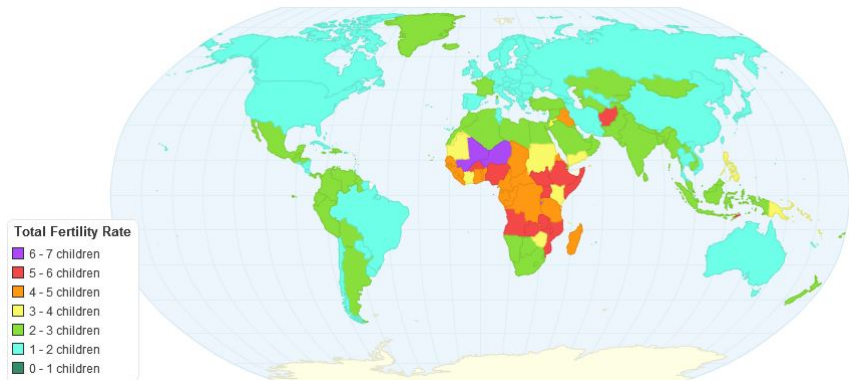 Total Fertility Rate
6 - 7 children
5 - 6 children
4 - 5 children
3 - 4 children
2 - 3 children
1 - 2 children
0 - 1 children